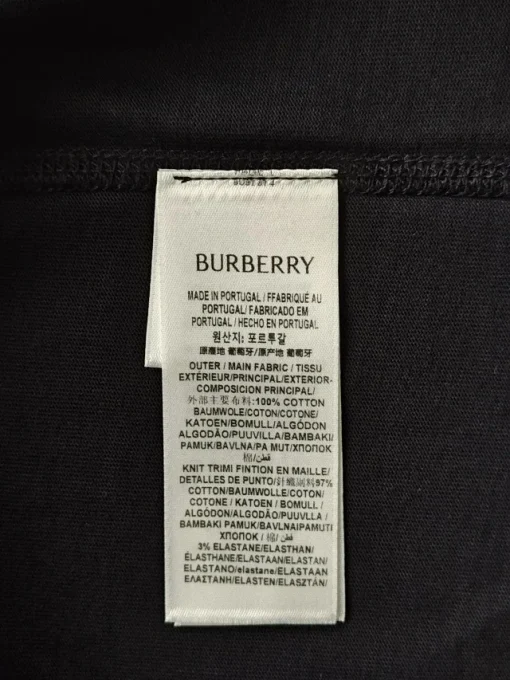 BURBERRY
MADE IN PORTUGAL / FFABRIQUÉ AU
PORTUGAL/ FABRICADO EM
PORTUGAL / HECHO EN PORTUGAL
원산지: 포르투갈
原產地 葡萄牙/原产地 葡萄牙
OUTER / MAIN FABRIC / TISSU
EXTÉRIEUR/PRINCIPAL/EXTERIOR-
COMPOSICION PRINCIPAL/
外部主要布料:100% COTTON
BAUMWOLE/COTON/COTONE/
KATOEN/BOMULL/ALGODÓN
ALGODÃO/PUUVILLA/BAMBAKI/
PAMUK/BAVLNA/PA MUT/ХПОПОК
棉/قطن
KNIT TRIMI FINTION EN MAILLE/
DETALLES DE PUNTO/針織副料97%
COTTON/BAUMWOLLE/COTON/
COTONE / KATOEN / BOMULL /
ALGODÓN/ALGODÃO/PUUVLLA /
BAMBAKI PAMUK/BAVLNAIPAMUTI
ХПОПОК / 棉/ قطن
3% ELASTANE/ELASTHAN/
ÉLASTHANE/ELASTAAN/ELASTAN/
ELASTANO/elastane/ELASTAAN
ΕΛΑΣΤΑΝΗ/ELASTEN/ELASZTÁN/